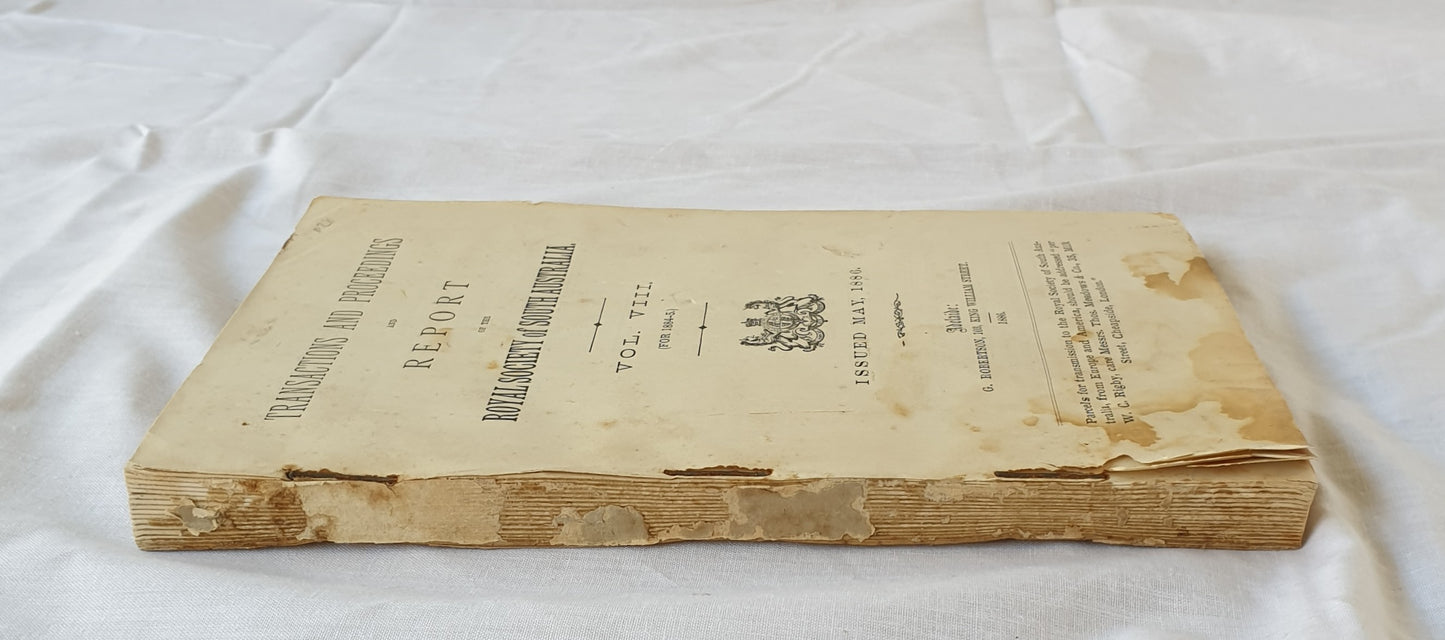 TRANSACTIONS AND PROCEEDINGS
AND
REPORT
OF THE
ROYAL SOCIETY of SOUTH AUSTRALIA.
VOL. VIII,
(FOR 1884-5.)
ISSUED MAY, 1886.
Adelaide:
G. ROBERTSON, 103, KING WILLIAM STREET.
1886.
Parcels for transmission to the Royal Society of South Aus-
tralia, from Europe and America, should be addressed "per
W. C. Rigby, care Messrs. Thos. Meadows & Co., 35, Milk
Street, Cheapside, London."